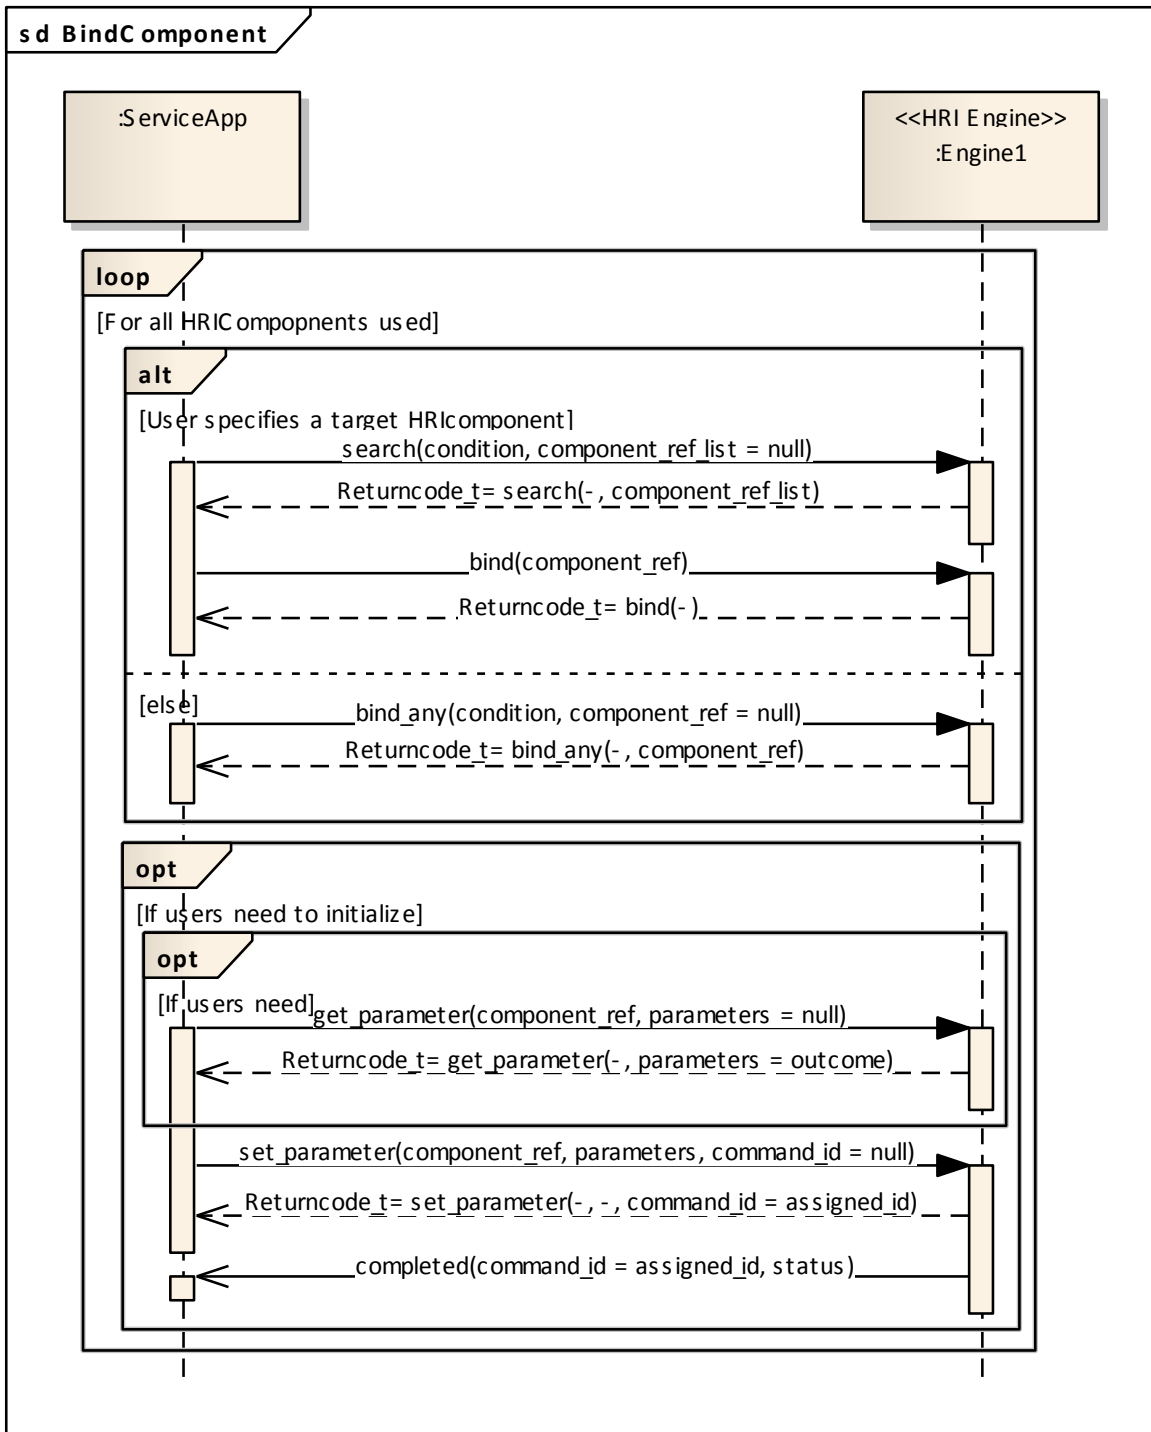 sd BindComponent
:ServiceApp
<<HRI Engine>>
:Engine1
loop
[For all HRICompopnents used]
alt
[User specifies a target HRIcomponent]
search(condition, component_ref_list = null)
Returncode_t= search(-, component_ref_list)
bind(component_ref)
Returncode_t= bind(-)
[else]
bind_any(condition, component_ref = null)
Returncode_t= bind_any(-, component_ref)
opt
[If users need to initialize]
opt
[If users need]
get_parameter(component_ref, parameters = null)
Returncode_t= get_parameter(-, parameters = outcome)
set_parameter(component_ref, parameters, command_id = null)
Returncode_t= set_parameter(-, -, command_id = assigned_id)
completed(command_id = assigned_id, status)